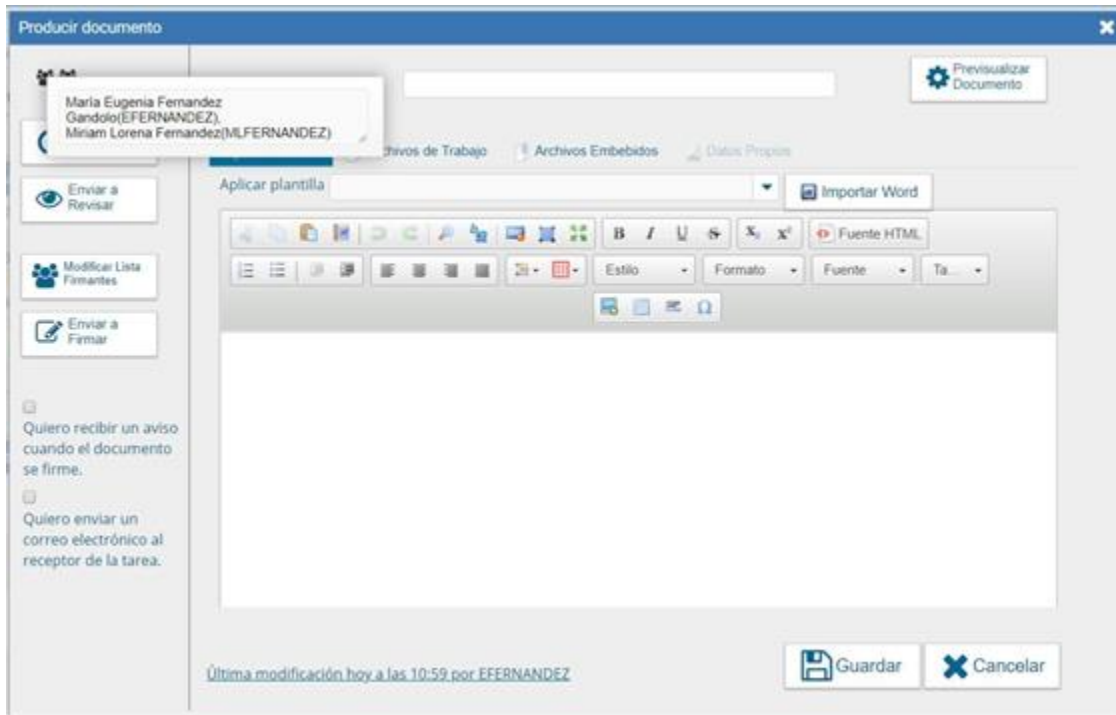 Producir documento
Previsualizar
Documento
María Eugenia Fernandez
Gandolo(EFERNANDEZ),
Miriam Lorena Fernandez(MLFERNANDEZ)
de Trabajo
Archivos Embebidos
Datos Propios
Enviar a
Revisar
Aplicar plantilla
Importar Word
B I U S X₂ X² Fuente HTML
Modificar Lista
Firmantes
Estilo
Formato
Fuente
Ta...
Ω
Enviar a
Firmar
Quiero recibir un aviso
cuando el documento
se firme.
Quiero enviar un
correo electrónico al
receptor de la tarea.
Última modificación hoy a las 10:59 por EFERNANDEZ
Guardar
Cancelar